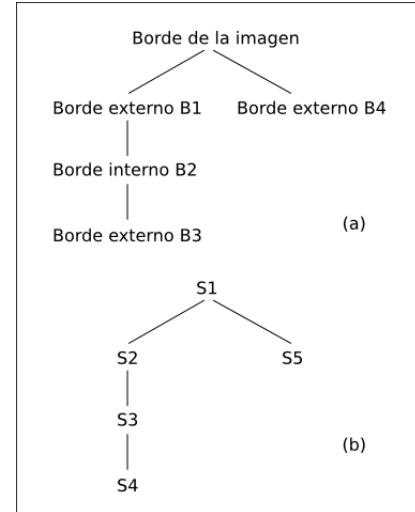 Borde de la imagen
Borde externo B1 Borde externo B4
Borde interno B2
Borde externo B3
(a)
S1
S2 S5
S3
(b)
S4